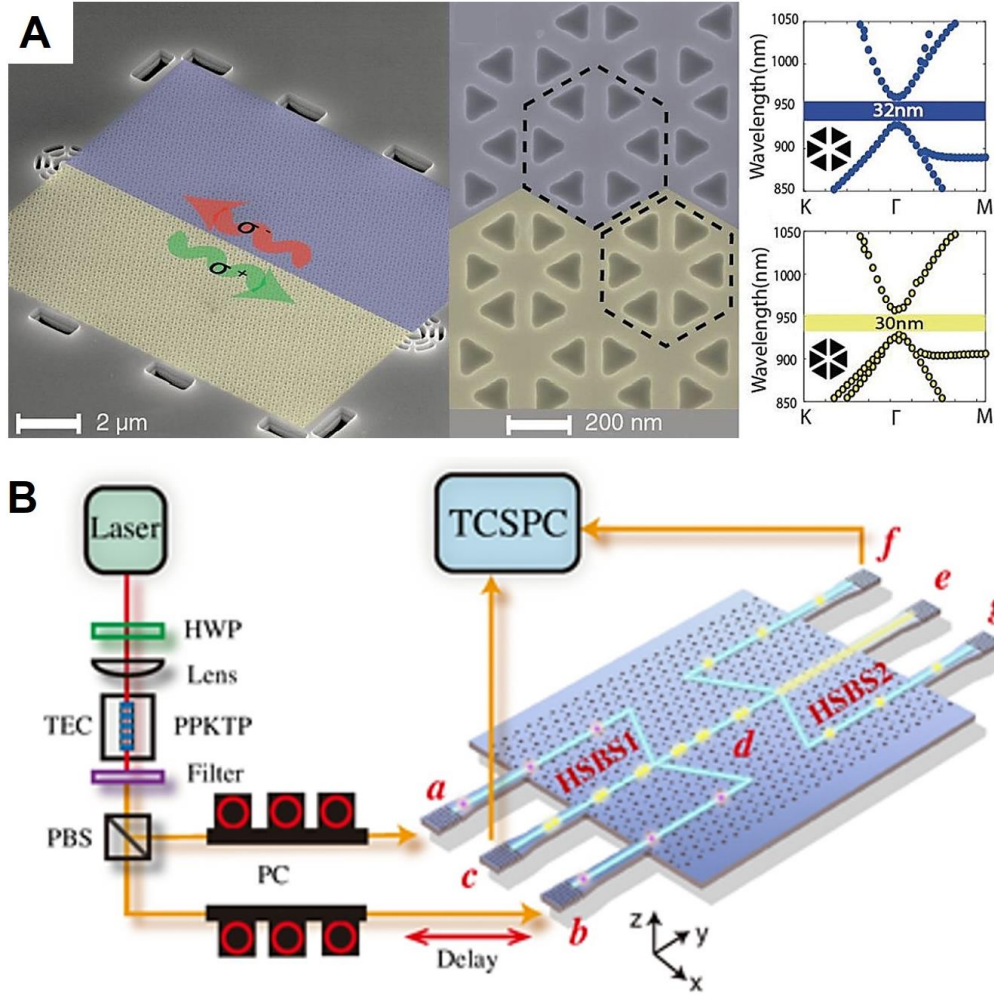 A
σ-
σ+
2 μm
200 nm
Wavelength(nm)
1050
1000
950
900
850
32nm
K Γ M
Wavelength(nm)
1050
1000
950
900
850
30nm
K Γ M
B
Laser
HWP
Lens
TEC PPKTP
Filter
PBS
PC
Delay
TCSPC
a
c
b
d
f
e
g
HSBS1
HSBS2
z
y
x